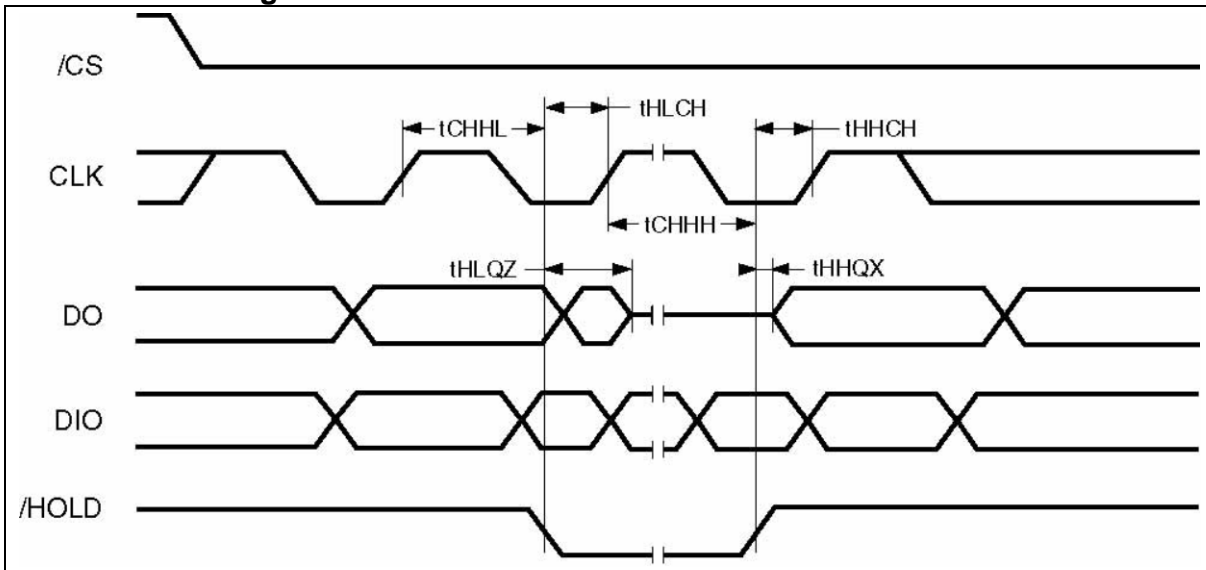 /CS
tHLCH
tCHHL
tHHCH
CLK
tCHHH
tHLQZ
tHHQX
DO
DIO
/HOLD